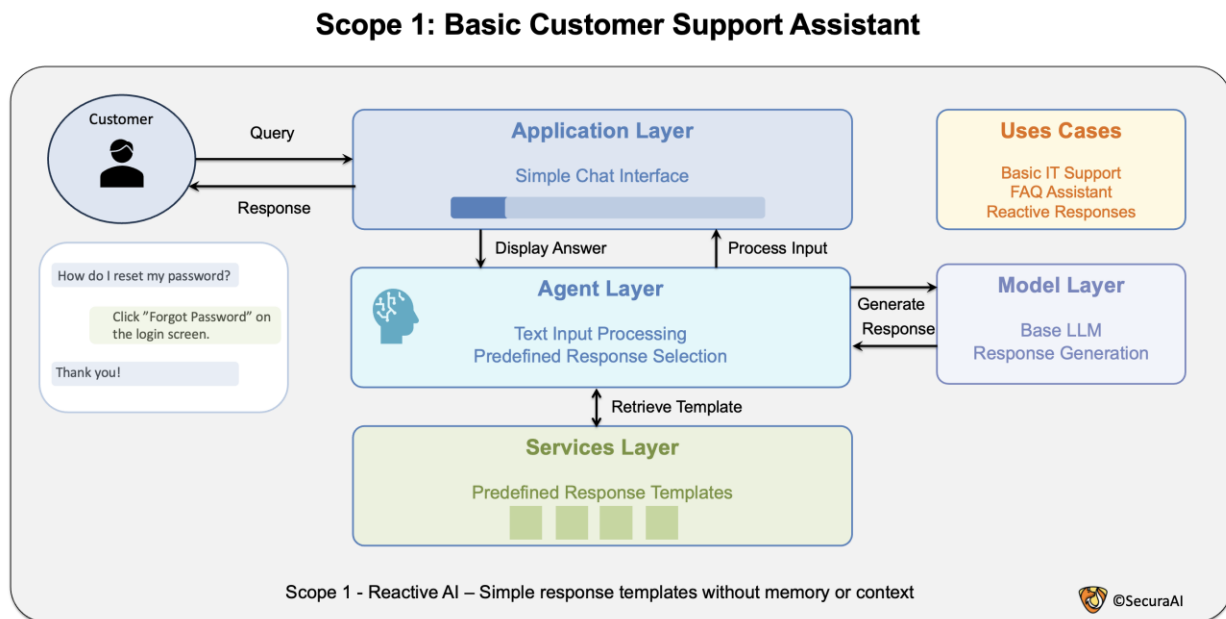 Scope 1: Basic Customer Support Assistant
Customer
Query
Response
Application Layer
Simple Chat Interface
Uses Cases
Basic IT Support
FAQ Assistant
Reactive Responses
Display Answer
Process Input
How do I reset my password?
Click ”Forgot Password” on
the login screen.
Thank you!
Agent Layer
Text Input Processing
Predefined Response Selection
Generate
Response
Model Layer
Base LLM
Response Generation
Retrieve Template
Services Layer
Predefined Response Templates
Scope 1 - Reactive AI – Simple response templates without memory or context
©SecuraAI